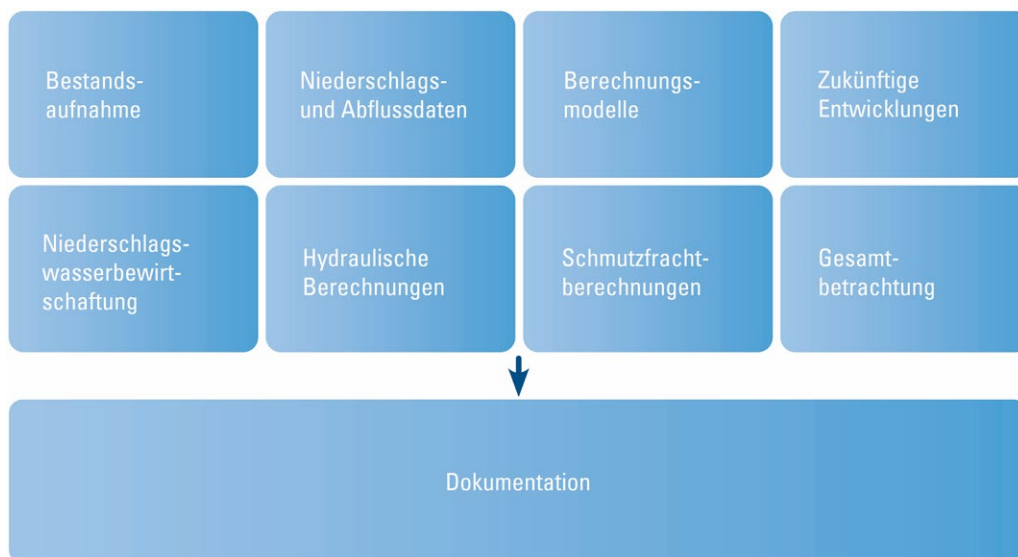 Bestands-
aufnahme
Niederschlags-
und Abflussdaten
Berechnungs-
modelle
Zukünftige
Entwicklungen
Niederschlags-
wasserbewirt-
schaftung
Hydraulische
Berechnungen
Schmutzfracht-
berechnungen
Gesamt-
betrachtung
Dokumentation